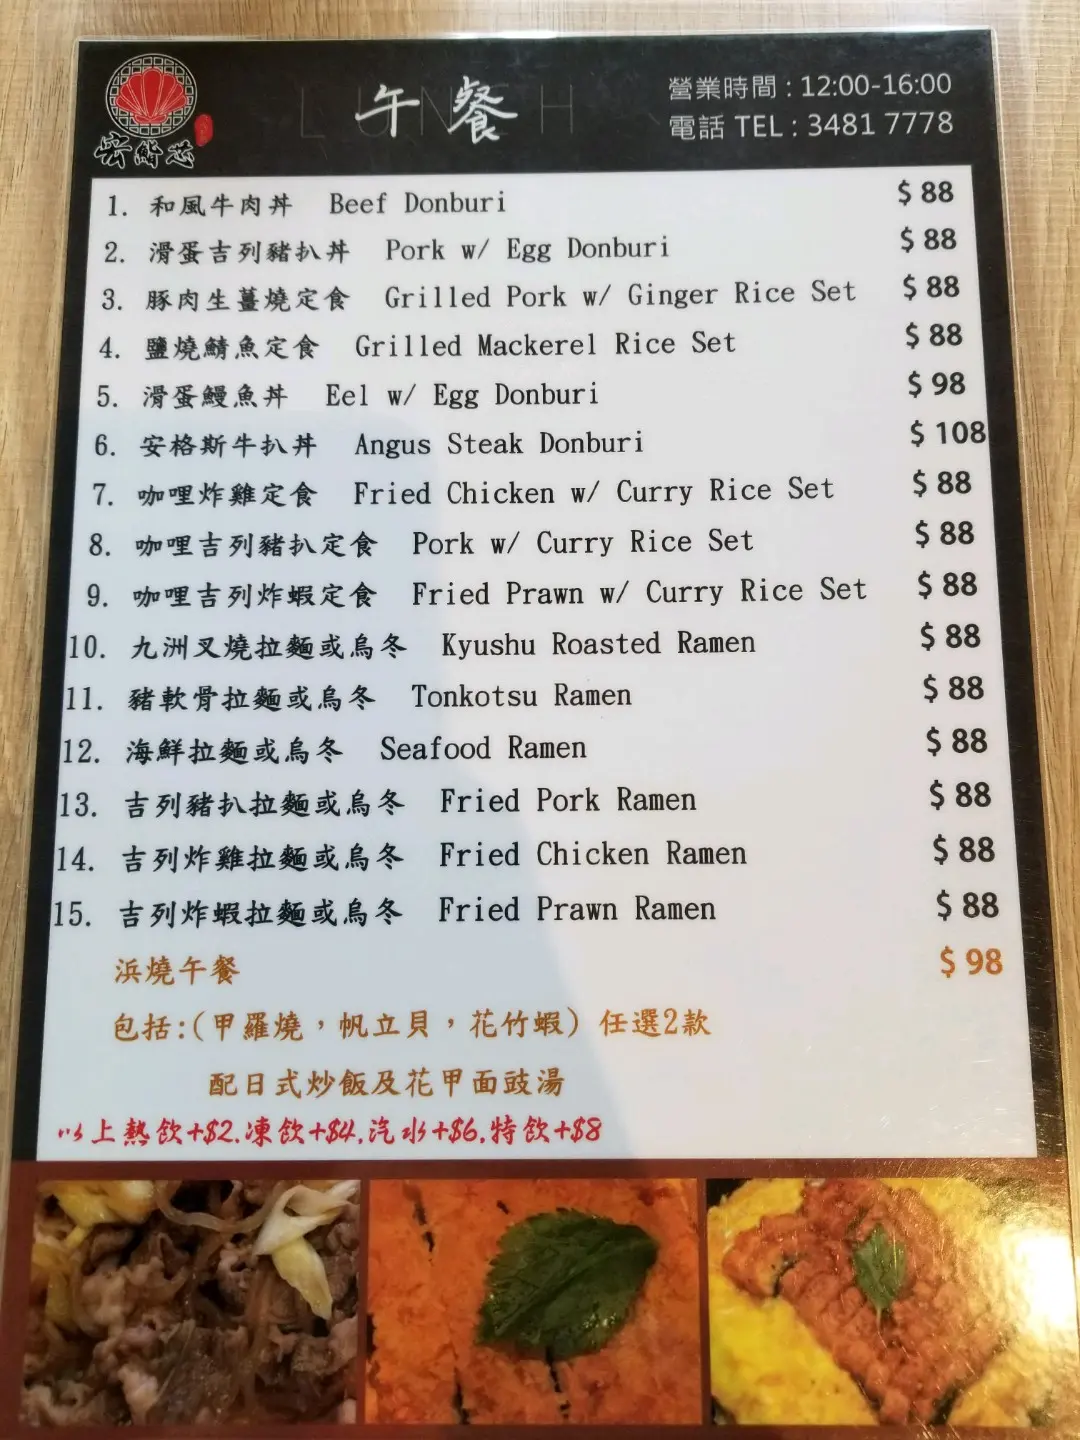 宏鮨芯
LUNCH
午餐
營業時間 : 12:00-16:00
電話 TEL : 3481 7778
1. 和風牛肉丼 Beef Donburi $ 88
2. 滑蛋吉列豬扒丼 Pork w/ Egg Donburi $ 88
3. 豚肉生薑燒定食 Grilled Pork w/ Ginger Rice Set $ 88
4. 鹽燒鯖魚定食 Grilled Mackerel Rice Set $ 88
5. 滑蛋鰻魚丼 Eel w/ Egg Donburi $ 98
6. 安格斯牛扒丼 Angus Steak Donburi $ 108
7. 咖哩炸雞定食 Fried Chicken w/ Curry Rice Set $ 88
8. 咖哩吉列豬扒定食 Pork w/ Curry Rice Set $ 88
9. 咖哩吉列炸蝦定食 Fried Prawn w/ Curry Rice Set $ 88
10. 九洲叉燒拉麵或烏冬 Kyushu Roasted Ramen $ 88
11. 豬軟骨拉麵或烏冬 Tonkotsu Ramen $ 88
12. 海鮮拉麵或烏冬 Seafood Ramen $ 88
13. 吉列豬扒拉麵或烏冬 Fried Pork Ramen $ 88
14. 吉列炸雞拉麵或烏冬 Fried Chicken Ramen $ 88
15. 吉列炸蝦拉麵或烏冬 Fried Prawn Ramen $ 88
浜燒午餐 $ 98
包括:(甲羅燒，帆立貝，花竹蝦) 任選2款
配日式炒飯及花甲面豉湯
以上熱飲+$2.凍飲+$4.汽水+$6.特飲+$8